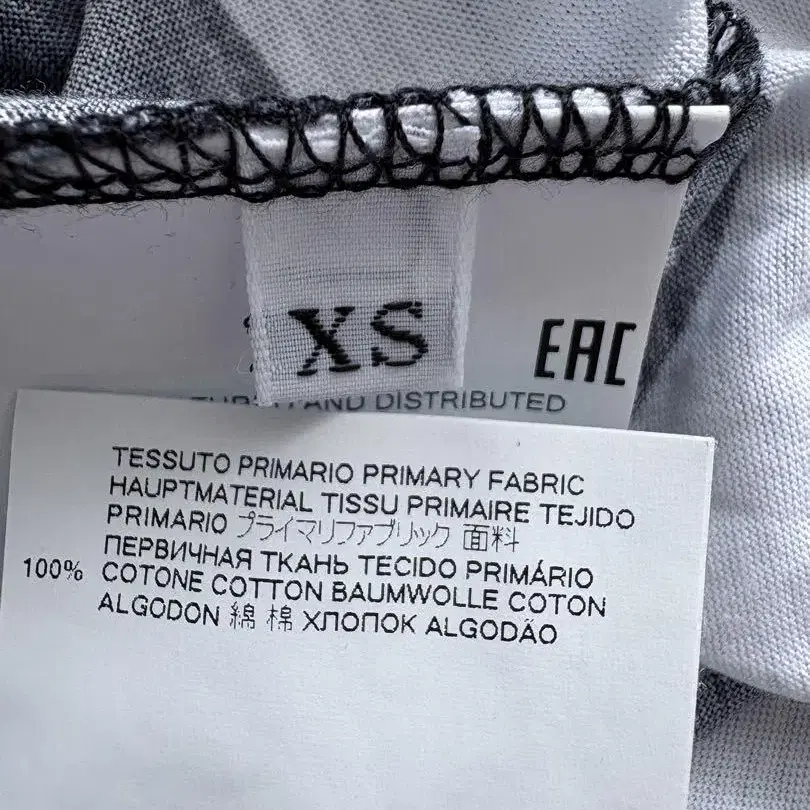 XS
EAC
AND DISTRIBUTED
TESSUTO PRIMARIO PRIMARY FABRIC
HAUPTMATERIAL TISSU PRIMAIRE TEJIDO
PRIMARIO プライマリファブリック 面料
ПЕРВИЧНАЯ ТКАНЬ TECIDO PRIMÁRIO
100% COTONE COTTON BAUMWOLLE COTON
ALGODON 綿 棉 ХЛОПОК ALGODÃO